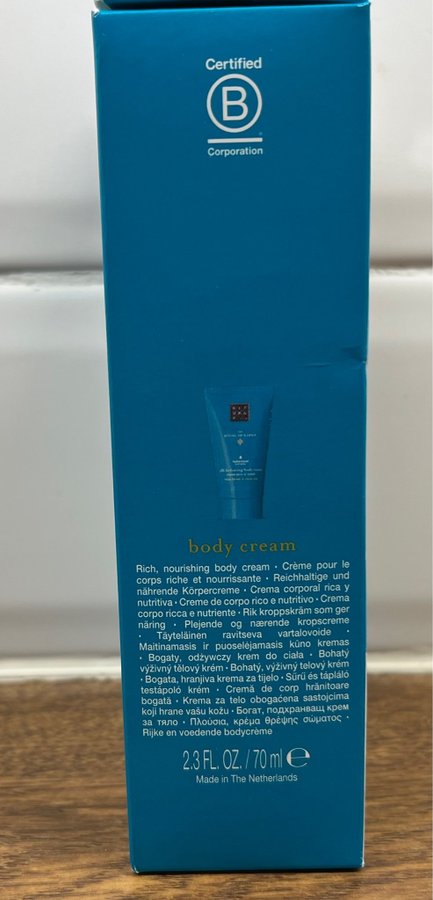 Certified
B
Corporation
body cream
Rich, nourishing body cream · Crème pour le
corps riche et nourrissante · Reichhaltige und
nährende Körpercreme · Crema corporal rica y
nutritiva · Creme de corpo rico e nutritivo · Crema
corpo ricca e nutriente · Rik kroppskräm som ger
näring · Plejende og nærende kropscreme
· Täyteläinen ravitseva vartalovoide ·
Maitinamasis ir puoselėjamasis kūno kremas
· Bogaty, odżywczy krem do ciała · Bohatý
výživný tělový krém · Bohatý, výživný telový krém
· Bogata, hranjiva krema za tijelo · Sűrű és tápláló
testápoló krém · Cremă de corp hrănitoare
bogată · Krema za telo obogaćena sastojcima
koji hrane vašu kožu · Богат, подхранващ крем
за тяло · Πλούσια, κρέμα θρέψης σώματος ·
Rijke en voedende bodycrème
2.3 FL. OZ. / 70 ml ℮
Made in The Netherlands